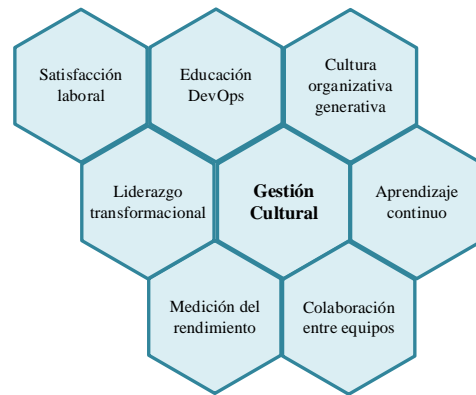 Satisfacción
laboral
Educación
DevOps
Cultura
organizativa
generativa
Liderazgo
transformacional
Gestión
Cultural
Aprendizaje
continuo
Medición del
rendimiento
Colaboración
entre equipos